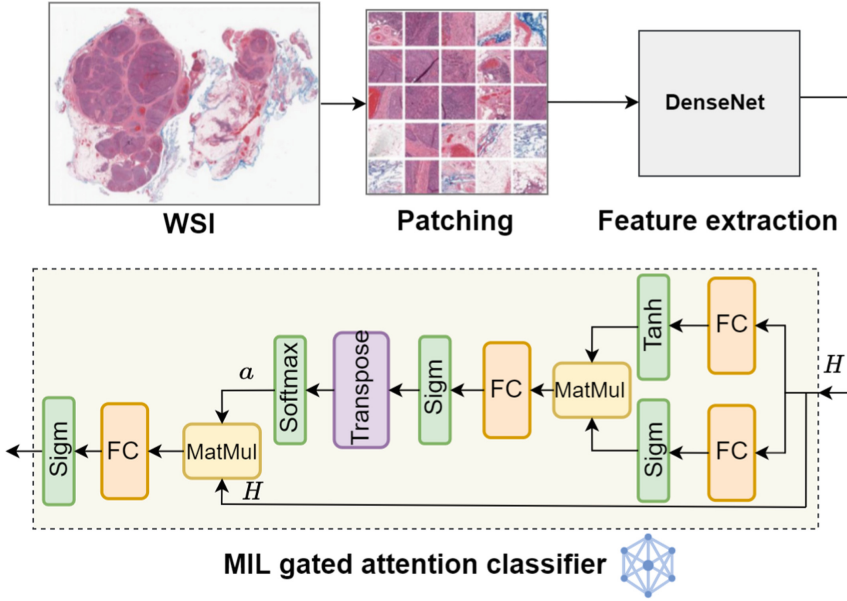 DenseNet
WSI
Patching
Feature extraction
Tanh
FC
H
Softmax
Transpose
Sigm
FC
MatMul
a
Sigm
FC
MatMul
Sigm
FC
H
MIL gated attention classifier